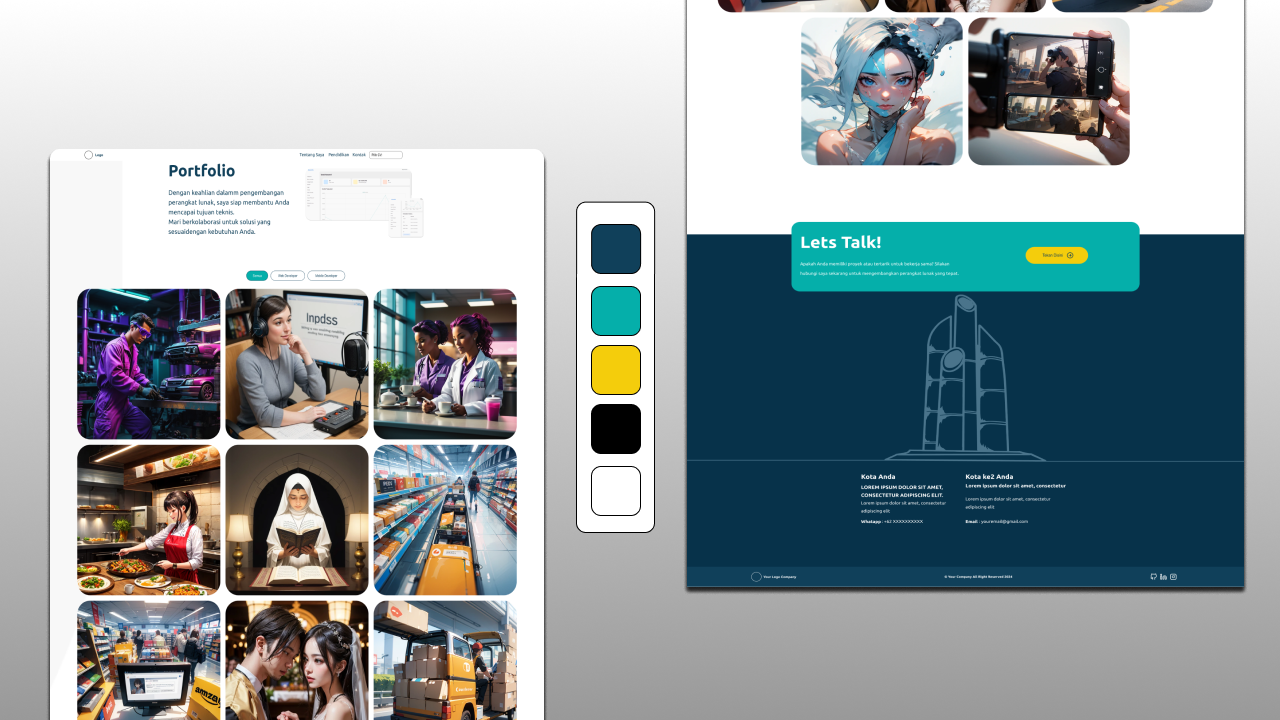 Logo
Tentang Saya
Pendidikan
Kontak
Portfolio
Dengan keahlian dalamm pengembangan
perangkat lunak, saya siap membantu Anda
mencapai tujuan teknis.
Mari berkolaborasi untuk solusi yang
sesuaidengan kebutuhan Anda.
Web Developer
Mobile Developer
Inpdss
Lets Talk!
Apakah Anda memiliki proyek atau tertarik untuk bekerja sama? Silakan
hubungi saya sekarang untuk mengembangkan perangkat lunak yang tepat.
Tekan Disini
Kota Anda
LOREM IPSUM DOLOR SIT AMET,
CONSECTETUR ADIPISCING ELIT.
Lorem ipsum dolor sit amet, consectetur
adipiscing elit
Whatapp : +62 XXXXXXXXXX
Kota ke2 Anda
Lorem ipsum dolor sit amet, consectetur
Lorem ipsum dolor sit amet, consectetur
adipiscing elit
Email : youremail@gmail.com
Your Logo Company
© Your Company All Right Reserved 2024